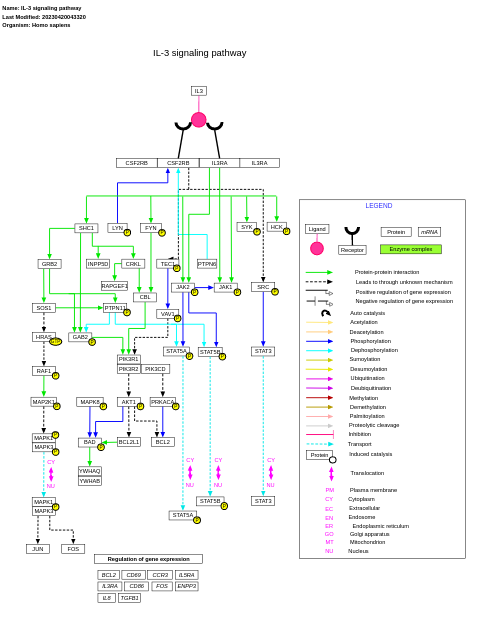 Name: IL-3 signaling pathway
Last Modified: 20230420043320
Organism: Homo sapiens
IL-3 signaling pathway
IL3
CSF2RB CSF2RB IL3RA IL3RA
SHC1 LYN P FYN P SYK P HCK P
GRB2 INPP5D CRKL TEC P PTPN6
RAPGEF1 JAK2 P JAK1 P SRC P
CBL
SOS1 PTPN11 P VAV1 P
HRAS GTP GAB2 P
PIK3R1 STAT5A P STAT5B P STAT3
PIK3R2 PIK3CD
RAF1 P
MAP2K1 P MAPK8 P AKT1 P PRKACA P
MAPK1 P BAD P BCL2L1 BCL2
MAPK3 P
CY CY CY CY
YWHAQ
YWHAB
NU NU NU NU
MAPK1 P STAT5B P STAT3
MAPK3 P STAT5A P
JUN FOS
Regulation of gene expression
BCL2 CD69 CCR3 IL5RA
IL3RA CD86 FOS ENPP3
IL6 TGFB1
LEGEND
Ligand Protein mRNA
Receptor Enzyme complex
Protein-protein interaction
Leads to through unknown mechanism
Positive regulation of gene expression
Negative regulation of gene expression
Auto catalysis
Acetylation
Deacetylation
Phosphorylation
Dephosphorylation
Sumoylation
Desumoylation
Ubiquitination
Deubiquitination
Methylation
Demethylation
Palmitoylation
Proteolytic cleavage
Inhibition
Transport
Protein Induced catalysis
Translocation
PM Plasma membrane
CY Cytoplasm
EC Extracellular
EN Endosome
ER Endoplasmic reticulum
GO Golgi apparatus
MT Mitochondrion
NU Nucleus